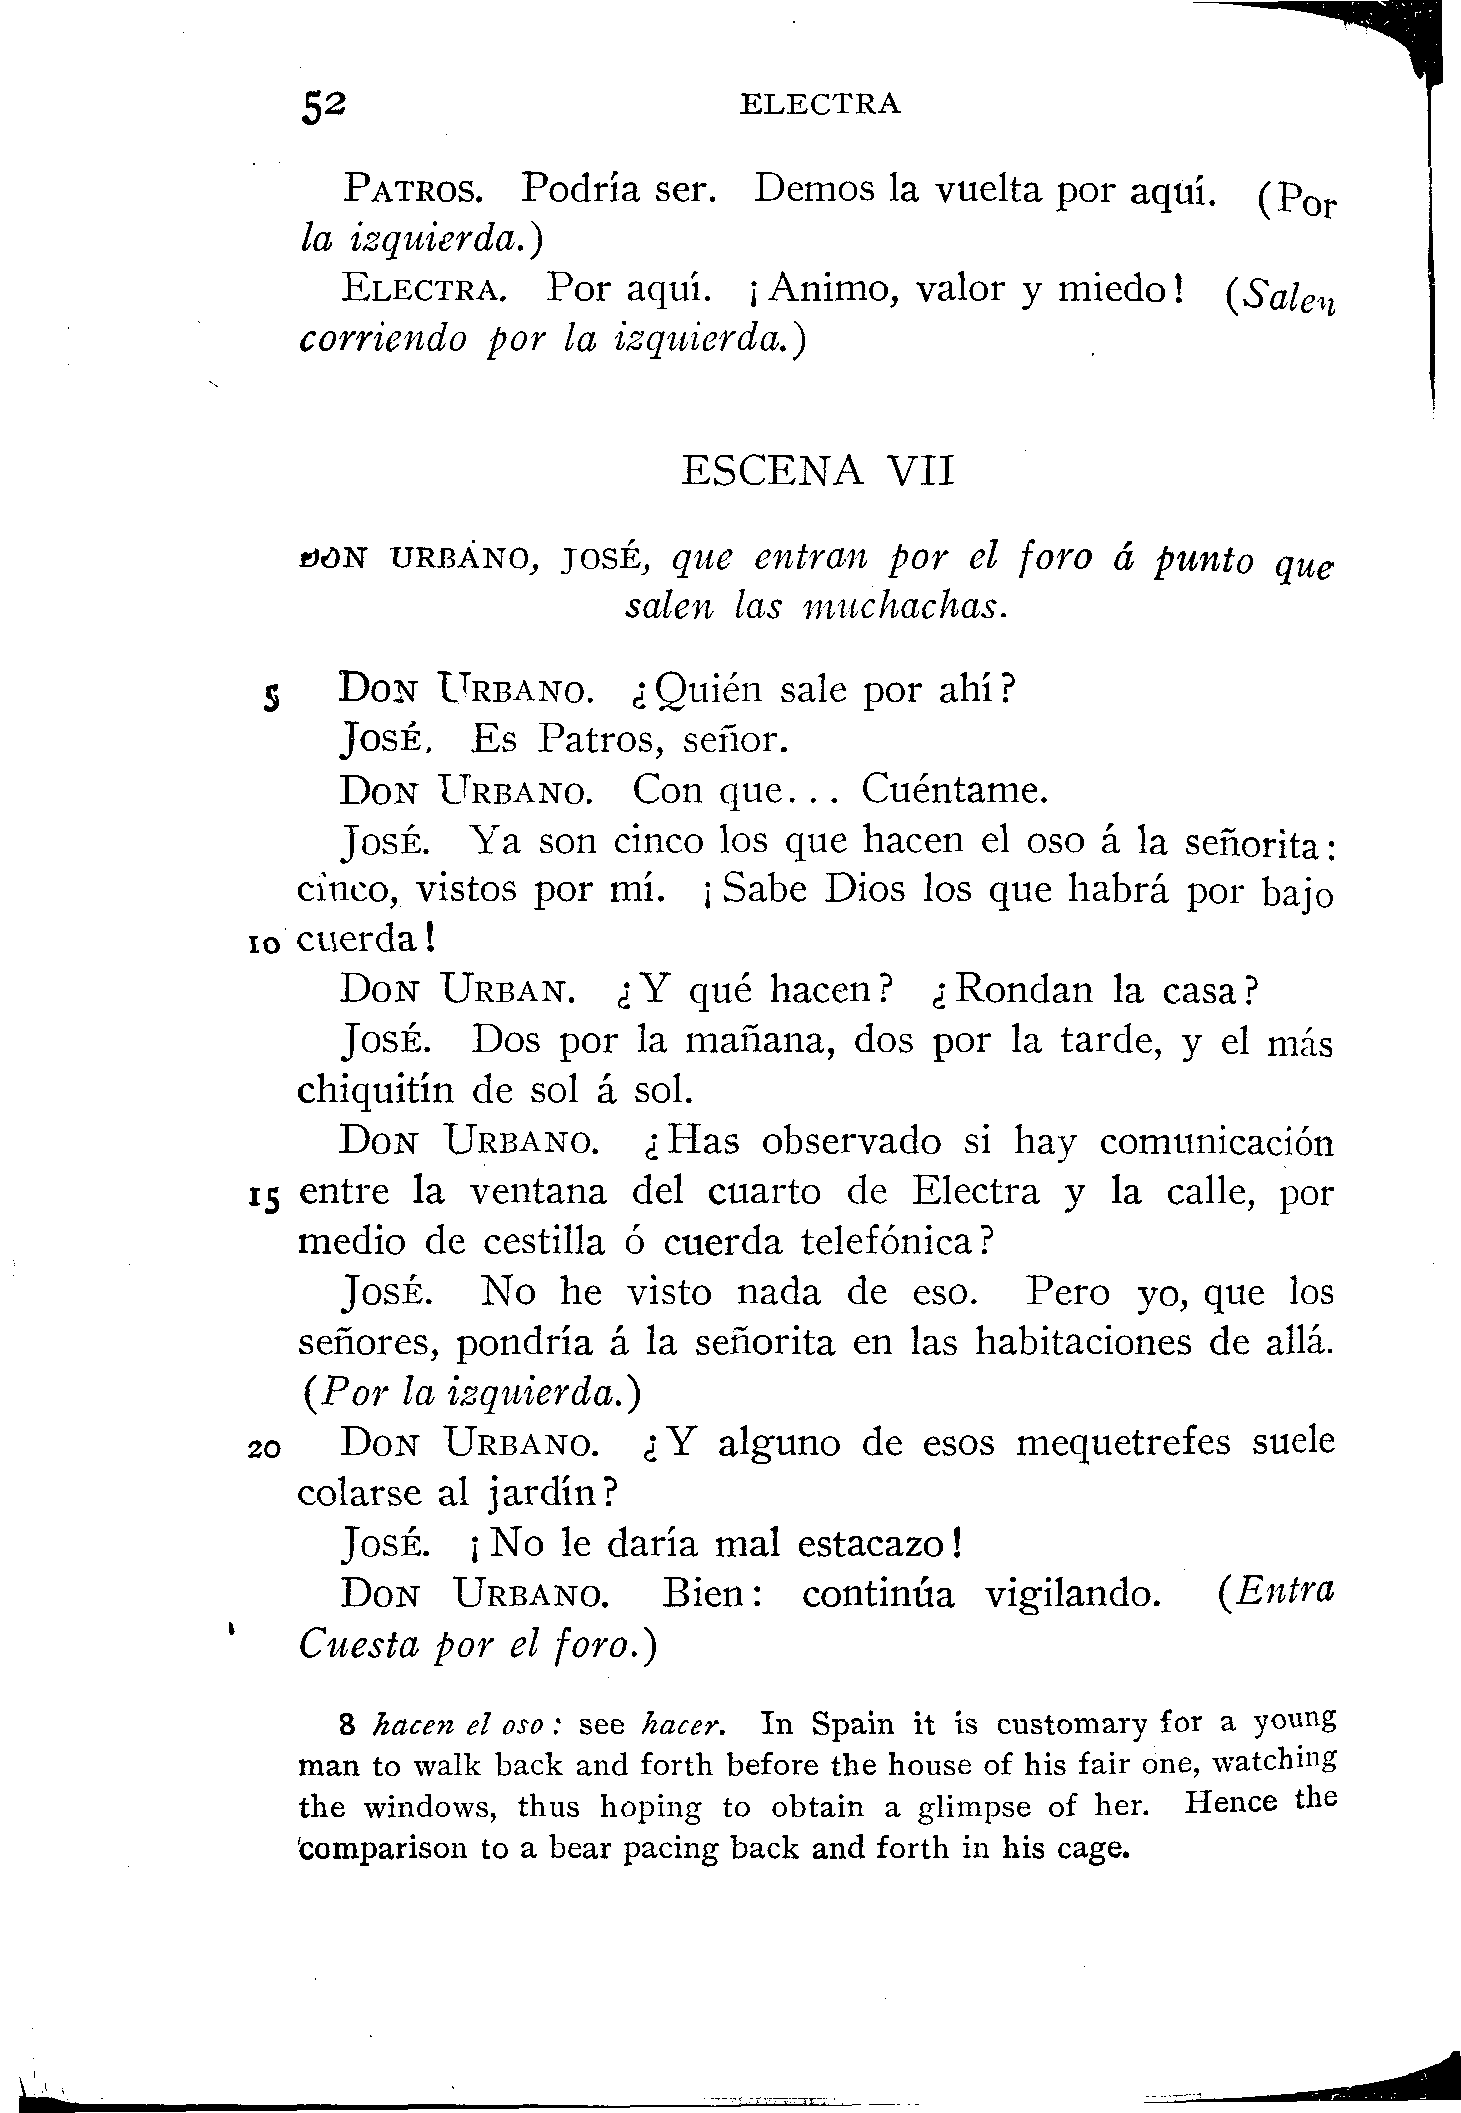 52 ELECTRA
PATROS. Podría ser. Demos la vuelta por aquí. (Por
la izquierda.)
ELECTRA. Por aquí. ¡Animo, valor y miedo! (Salen
corriendo por la izquierda.)
ESCENA VII
DON URBANO, JOSÉ, que entran por el foro á punto que
salen las muchachas.
5 DON URBANO. ¿Quién sale por ahí?
JOSÉ. Es Patros, señor.
DON URBANO. Con que... Cuéntame.
JOSÉ. Ya son cinco los que hacen el oso á la señorita:
cinco, vistos por mí. ¡Sabe Dios los que habrá por bajo
10 cuerda!
DON URBAN. ¿Y qué hacen? ¿Rondan la casa?
JOSÉ. Dos por la mañana, dos por la tarde, y el más
chiquitín de sol á sol.
DON URBANO. ¿Has observado si hay comunicación
15 entre la ventana del cuarto de Electra y la calle, por
medio de cestilla ó cuerda telefónica?
JOSÉ. No he visto nada de eso. Pero yo, que los
señores, pondría á la señorita en las habitaciones de allá.
(Por la izquierda.)
20 DON URBANO. ¿Y alguno de esos mequetrefes suele
colarse al jardín?
JOSÉ. ¡No le daría mal estacazo!
DON URBANO. Bien: continúa vigilando. (Entra
Cuesta por el foro.)
8 hacen el oso: see hacer. In Spain it is customary for a young
man to walk back and forth before the house of his fair one, watching
the windows, thus hoping to obtain a glimpse of her. Hence the
comparison to a bear pacing back and forth in his cage.